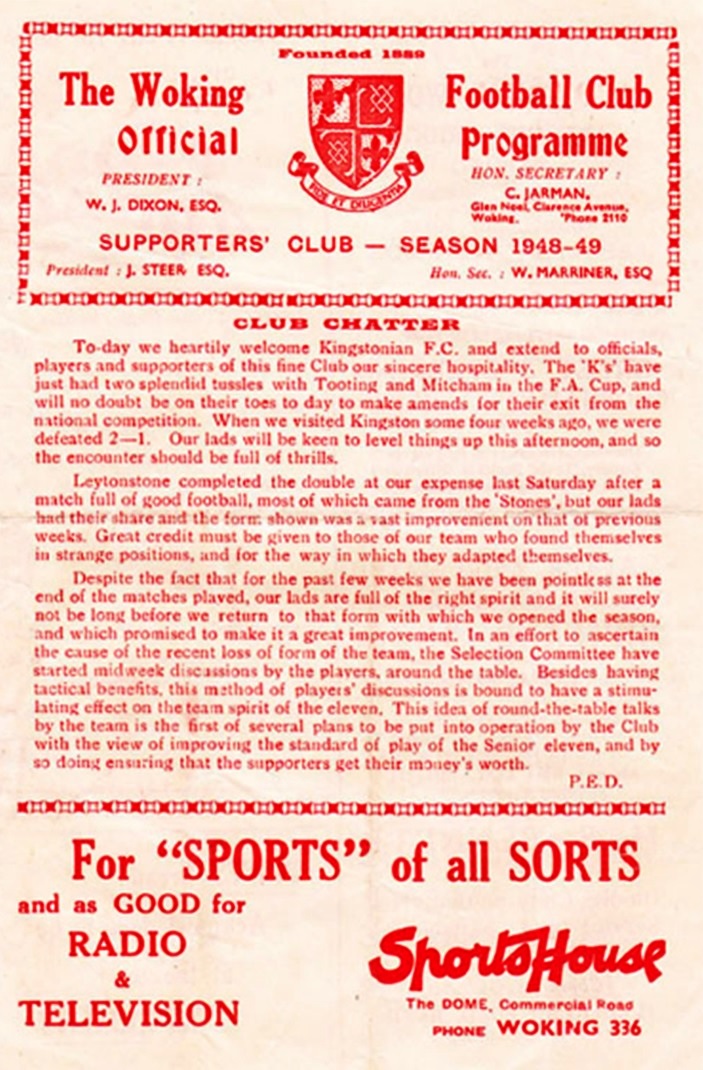 Founded 1889
The Woking Football Club
Official Programme
PRESIDENT :
W. J. DIXON, ESQ.
HON. SECRETARY :
C. JARMAN,
Glen Noel, Clarence Avenue,
Woking. 'Phone 2110
FIDE ET DILIGENTIA
SUPPORTERS' CLUB — SEASON 1948-49
President : J. STEER ESQ.
Hon. Sec. : W. MARRINER, ESQ
CLUB CHATTER
To-day we heartily welcome Kingstonian F.C. and extend to officials,
players and supporters of this fine Club our sincere hospitality. The 'K's' have
just had two splendid tussles with Tooting and Mitcham in the F.A. Cup, and
will no doubt be on their toes to day to make amends for their exit from the
national competition. When we visited Kingston some four weeks ago, we were
defeated 2—1. Our lads will be keen to level things up this afternoon, and so
the encounter should be full of thrills.
Leytonstone completed the double at our expense last Saturday after a
match full of good football, most of which came from the 'Stones', but our lads
had their share and the form shown was a vast improvement on that of previous
weeks. Great credit must be given to those of our team who found themselves
in strange positions, and for the way in which they adapted themselves.
Despite the fact that for the past few weeks we have been pointless at the
end of the matches played, our lads are full of the right spirit and it will surely
not be long before we return to that form with which we opened the season,
and which promised to make it a great improvement. In an effort to ascertain
the cause of the recent loss of form of the team, the Selection Committee have
started midweek discussions by the players, around the table. Besides having
tactical benefits, this method of players' discussions is bound to have a stimu-
lating effect on the team spirit of the eleven. This idea of round-the-table talks
by the team is the first of several plans to be put into operation by the Club
with the view of improving the standard of play of the Senior eleven, and by
so doing ensuring that the supporters get their money's worth.
P.E.D.
For "SPORTS" of all SORTS
and as GOOD for
RADIO
&
TELEVISION
SportsHouse
The DOME, Commercial Road
PHONE WOKING 336